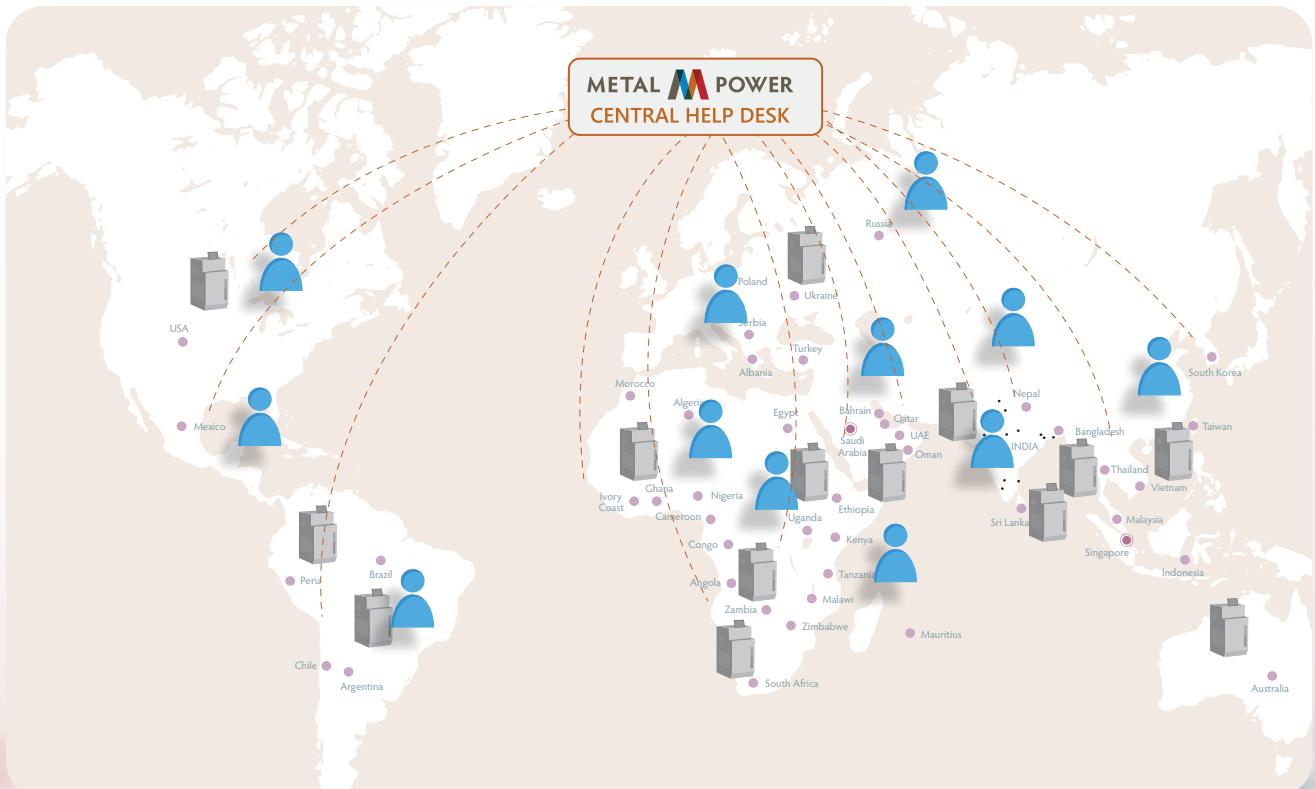 METAL M POWER
CENTRAL HELP DESK
Russia
Poland
Ukraine
Serbia
USA
Turkey
Albania
South Korea
Morocco
Nepal
Algeria
Egypt
Bahrain
Qatar
Mexico
Saudi
Arabia
UAE
Oman
INDIA
Bangladesh
Taiwan
Thailand
Vietnam
Ghana
Ivory
Coast
Nigeria
Cameroon
Ethiopia
Uganda
Sri Lanka
Malaysia
Congo
Kenya
Singapore
Indonesia
Peru
Brazil
Angola
Tanzania
Malawi
Zambia
Zimbabwe
Mauritius
Chile
Argentina
South Africa
Australia